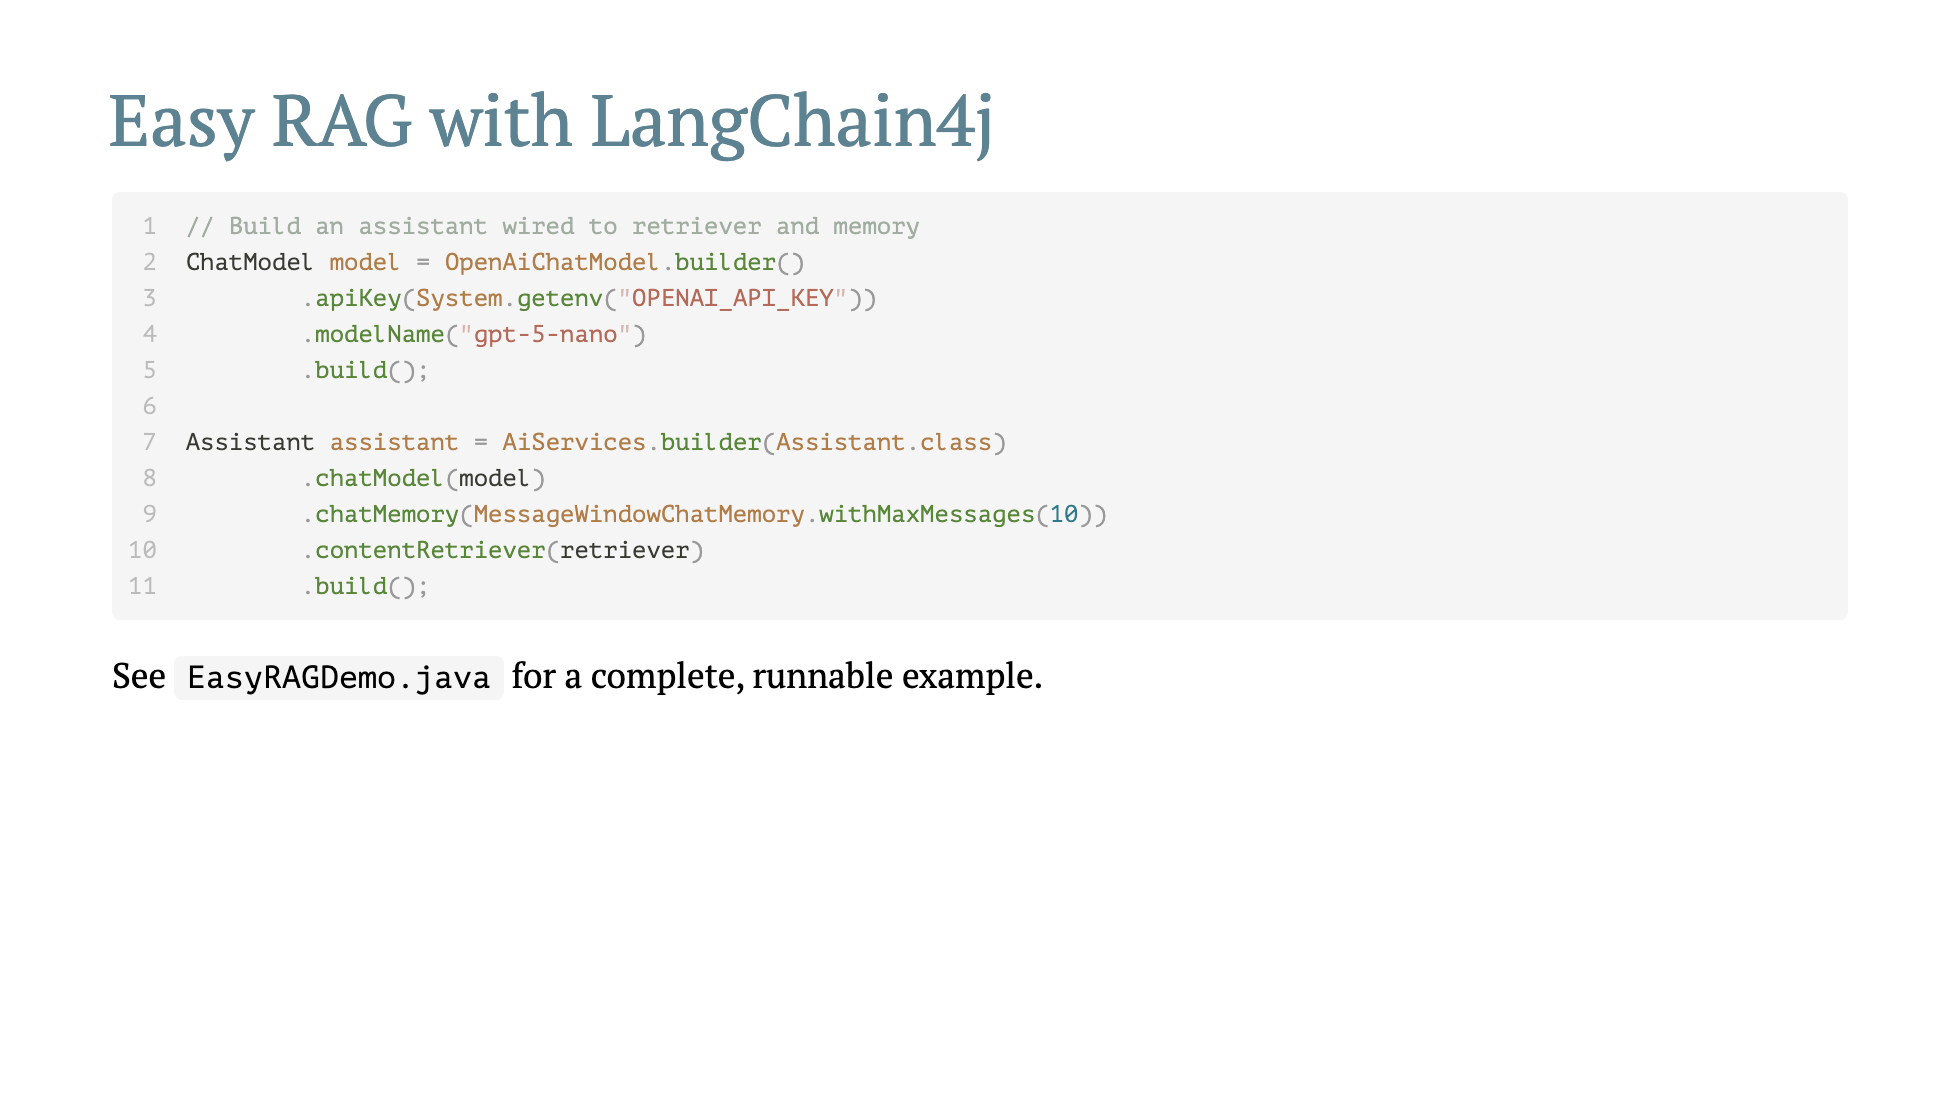 Easy RAG with LangChain4j
1 // Build an assistant wired to retriever and memory
2 ChatModel model = OpenAiChatModel.builder()
3         .apiKey(System.getenv("OPENAI_API_KEY"))
4         .modelName("gpt-5-nano")
5         .build();
6
7 Assistant assistant = AiServices.builder(Assistant.class)
8         .chatModel(model)
9         .chatMemory(MessageWindowChatMemory.withMaxMessages(10))
10         .contentRetriever(retriever)
11         .build();
See EasyRAGDemo.java for a complete, runnable example.